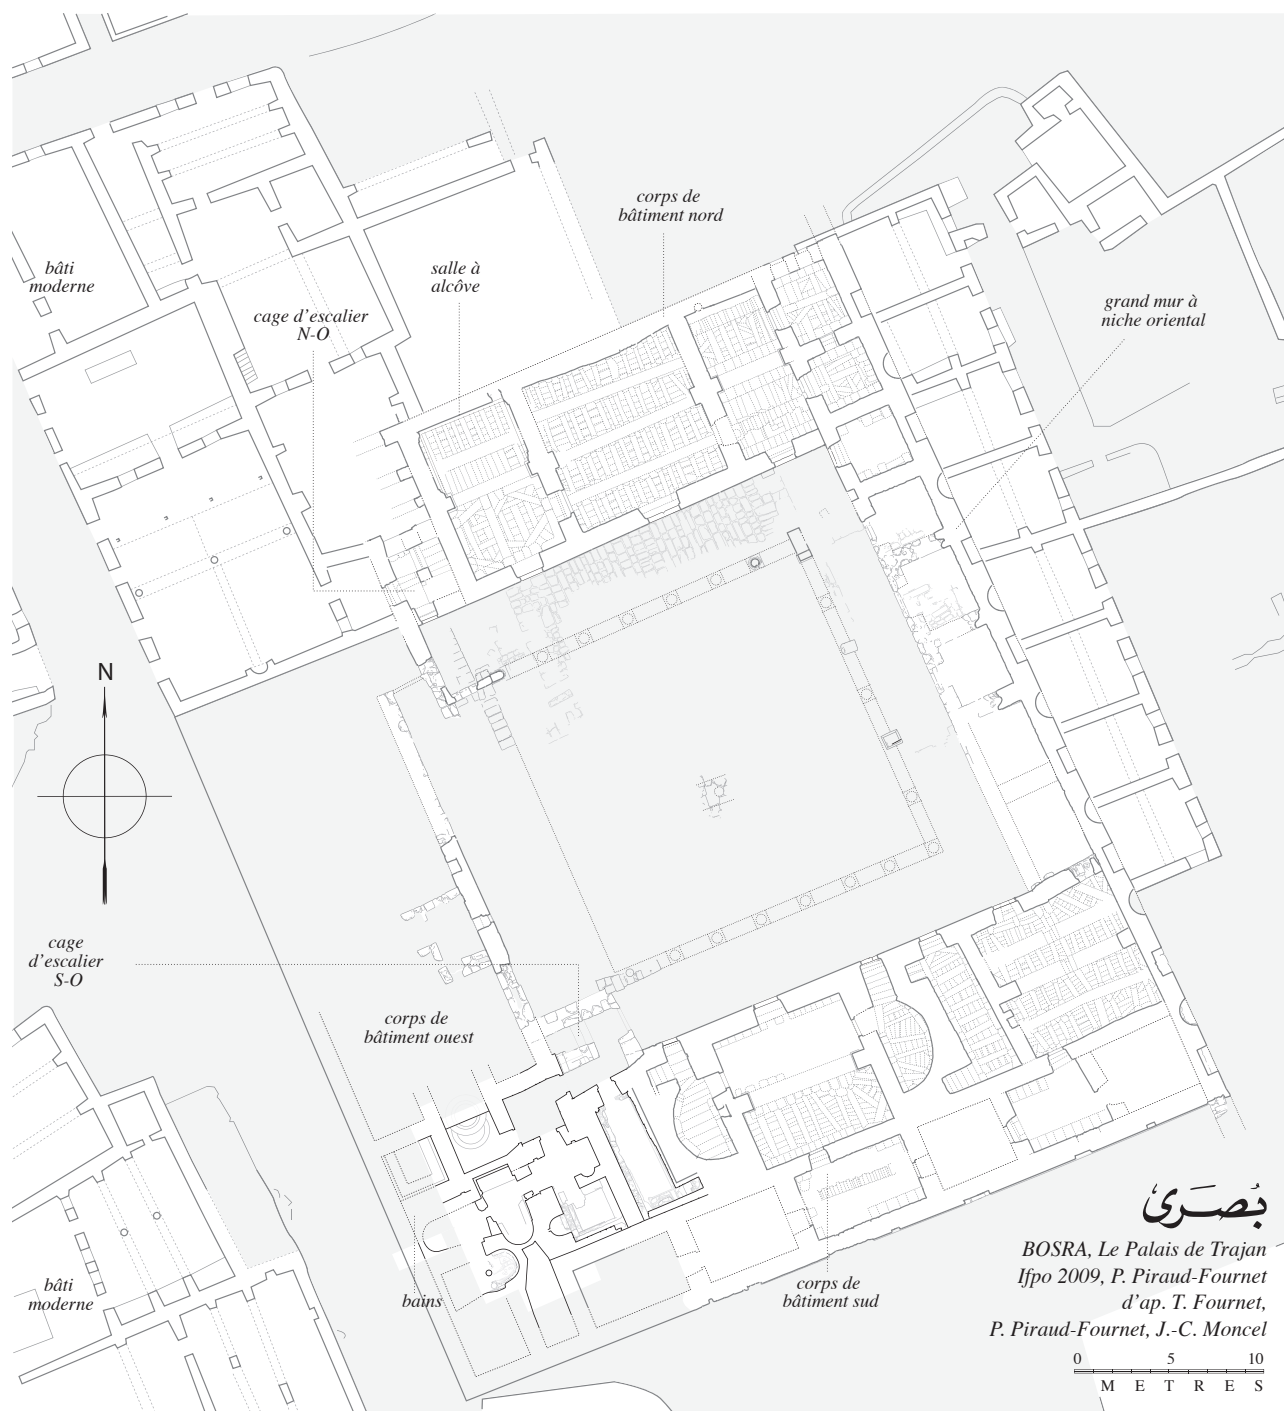 corps de
bâtiment nord
bâti
moderne
salle à
alcôve
cage d'escalier
N-O
grand mur à
niche oriental
N
cage
d'escalier
S-O
corps de
bâtiment ouest
bâti
moderne
bains
corps de
bâtiment sud
بُصرَى
BOSRA, Le Palais de Trajan
Ifpo 2009, P. Piraud-Fournet
d'ap. T. Fournet,
P. Piraud-Fournet, J.-C. Moncel
0 5 10
METRES